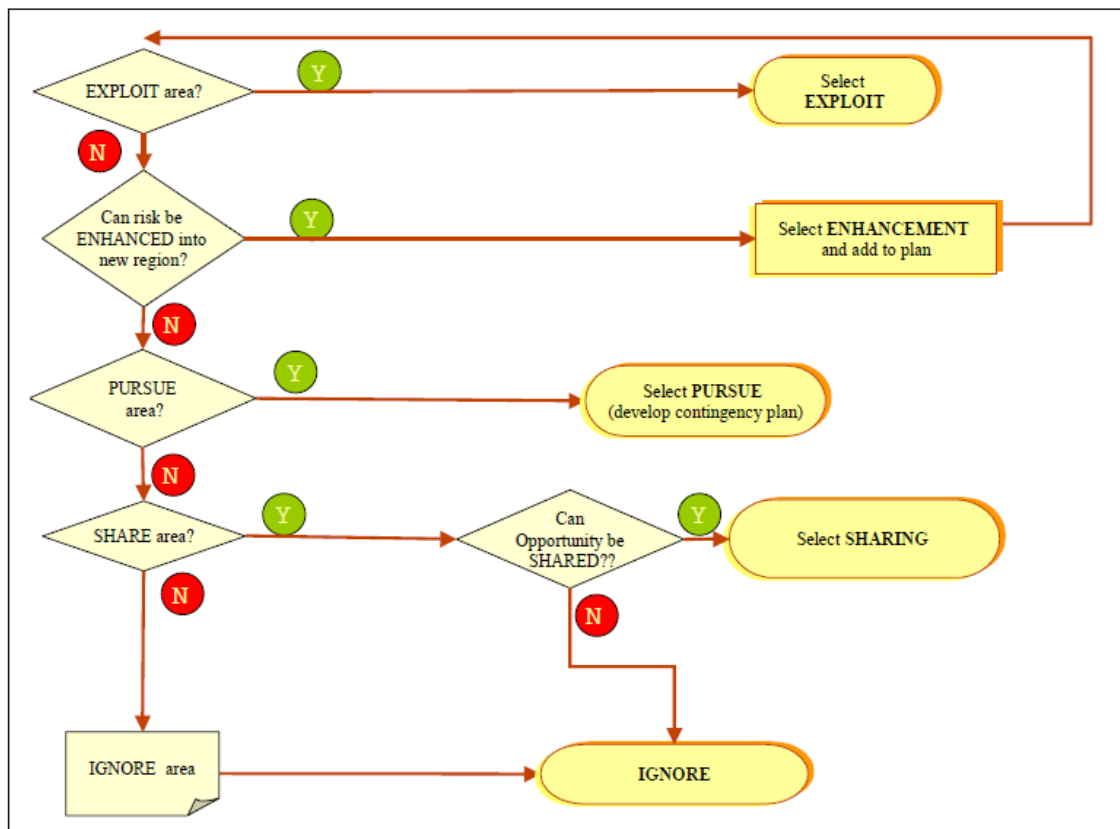 Y
EXPLOIT area?
Select
EXPLOIT
N
Can risk be
ENHANCED into
new region?
Y
Select ENHANCEMENT
and add to plan
N
PURSUE
area?
Y
Select PURSUE
(develop contingency plan)
N
SHARE area?
Y
Can
Opportunity be
SHARED??
Y
Select SHARING
N
N
IGNORE area
IGNORE